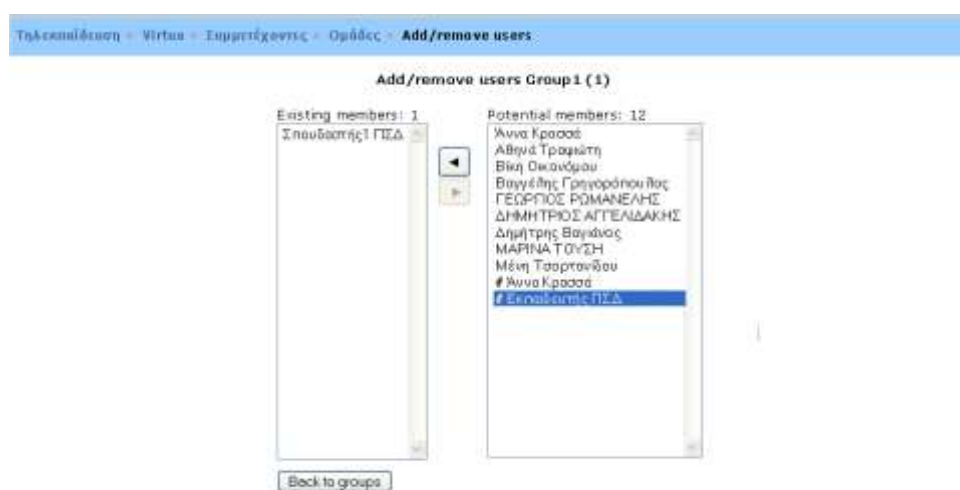 Τηλεκπαίδευση - Virtua - Συμμετέχοντες - Ομάδες - Add/remove users
Add/remove users Group1 (1)
Existing members: 1
Σπουδαστής1 ΠΣΔ
◄
►
Potential members: 12
Άννα Κρασσά
Αθηνά Τραφιώτη
Βίκη Οικονόμου
Βαγγέλης Γρηγορόπουλος
ΓΕΩΡΓΙΟΣ ΡΩΜΑΝΕΛΗΣ
ΔΗΜΗΤΡΙΟΣ ΑΓΓΕΛΙΔΑΚΗΣ
Δημήτρης Βαγιάνος
ΜΑΡΙΝΑ ΤΟΥΣΗ
Μένη Τσορτανίδου
# Άννα Κρασσά
# Εκπαιδευτής ΠΣΔ
Back to groups